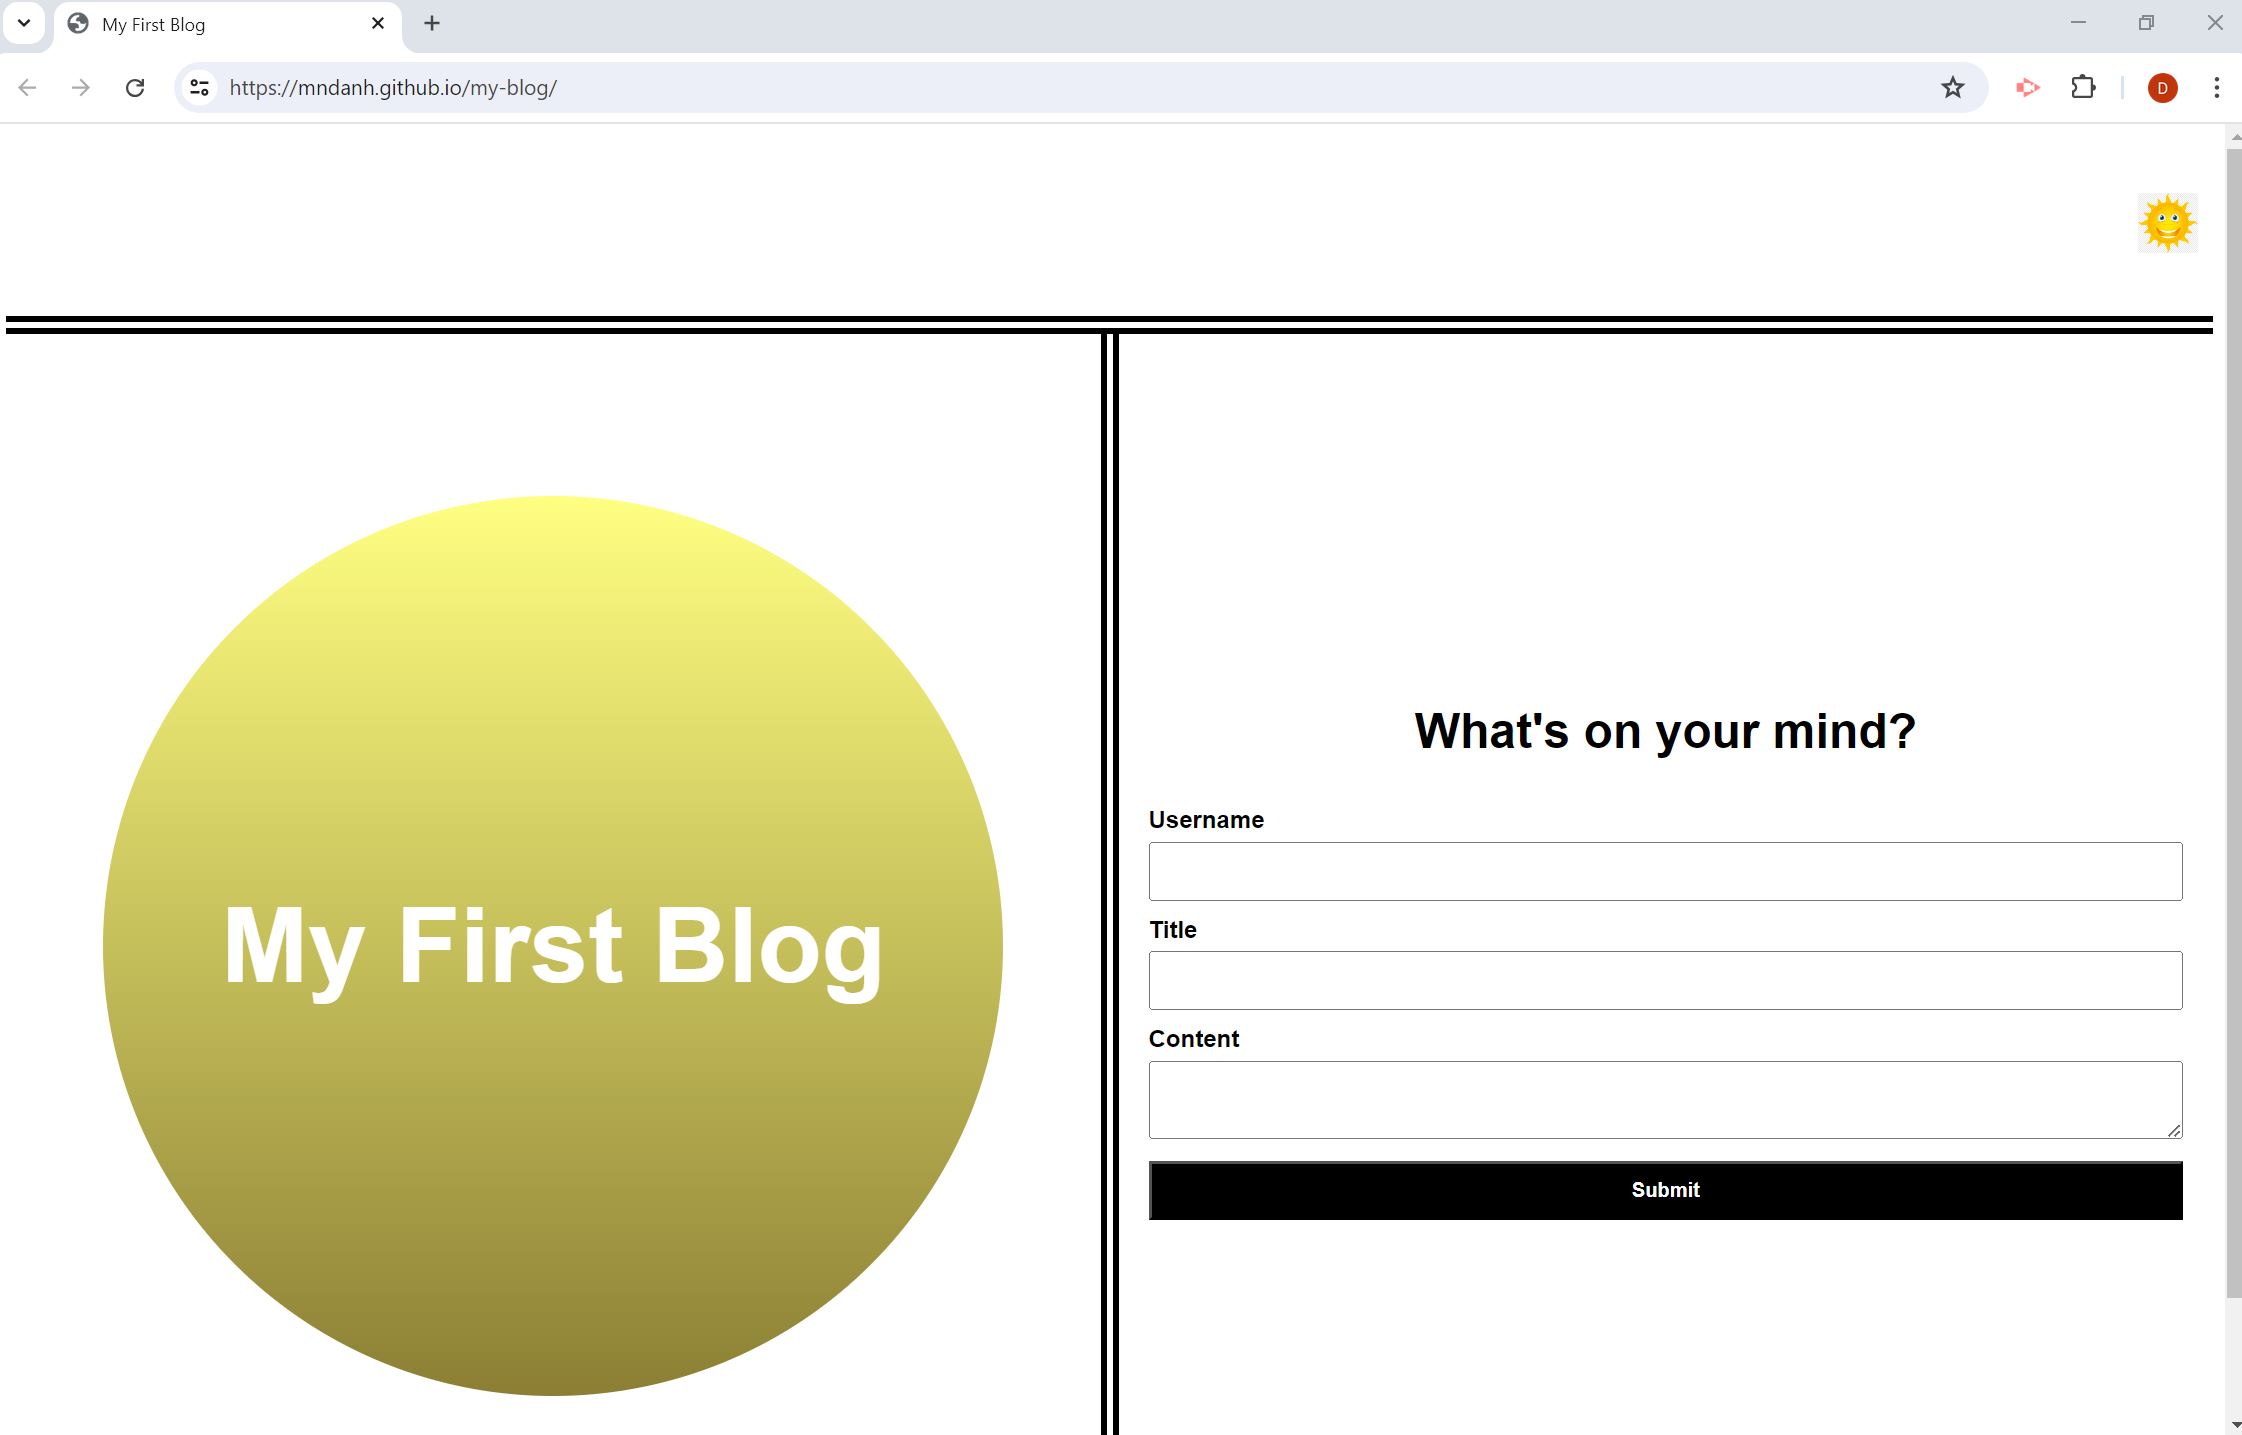 My First Blog
https://mndanh.github.io/my-blog/
D
My First Blog
What's on your mind?
Username
Title
Content
Submit